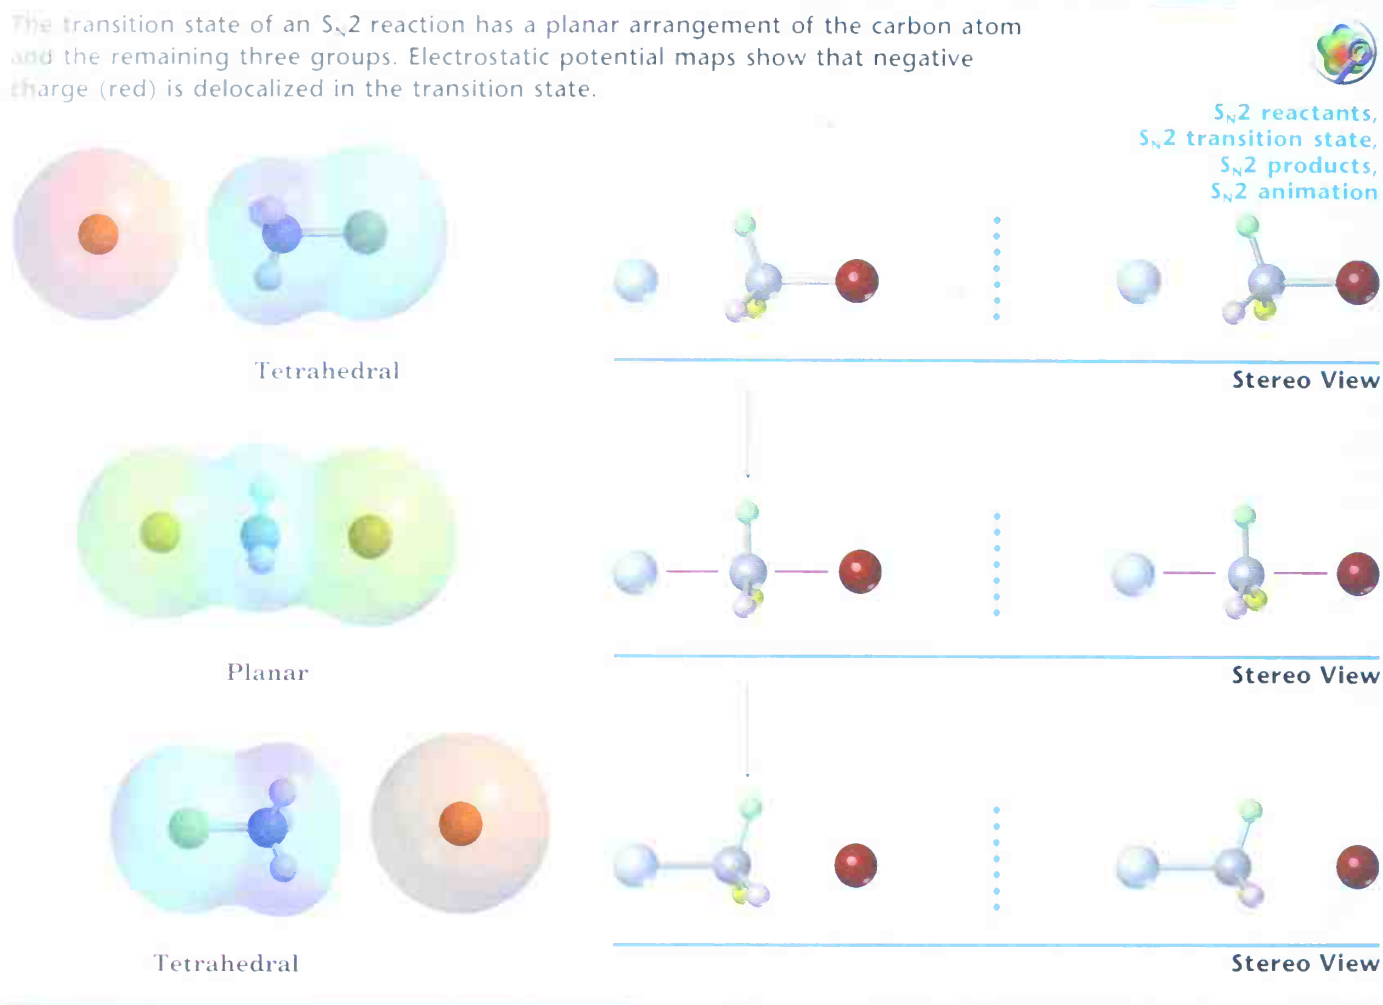 The transition state of an SN2 reaction has a planar arrangement of the carbon atom
and the remaining three groups. Electrostatic potential maps show that negative
charge (red) is delocalized in the transition state.
SN2 reactants,
SN2 transition state,
SN2 products,
SN2 animation
Tetrahedral
Stereo View
Planar
Stereo View
Tetrahedral
Stereo View